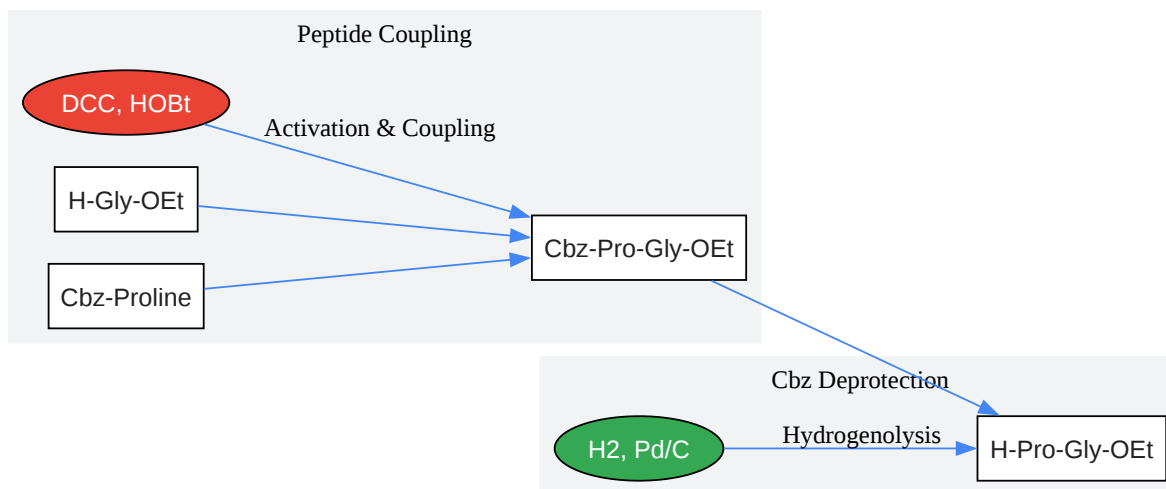 Peptide Coupling
DCC, HOBt
Activation & Coupling
H-Gly-OEt
Cbz-Pro-Gly-OEt
Cbz-Proline
Cbz Deprotection
H2, Pd/C
Hydrogenolysis
H-Pro-Gly-OEt